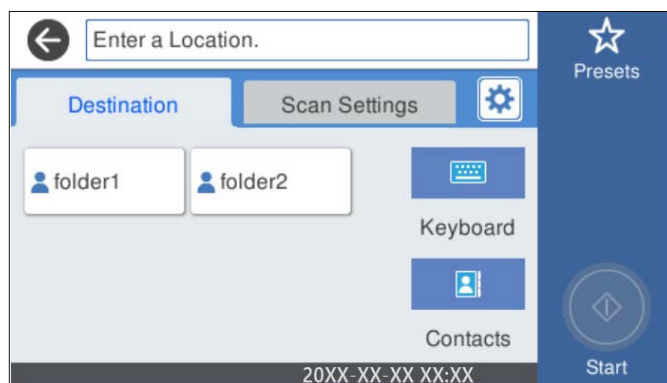 Enter a Location.
Presets
Destination
Scan Settings
folder1
folder2
Keyboard
Contacts
20XX-XX-XX XX:XX
Start